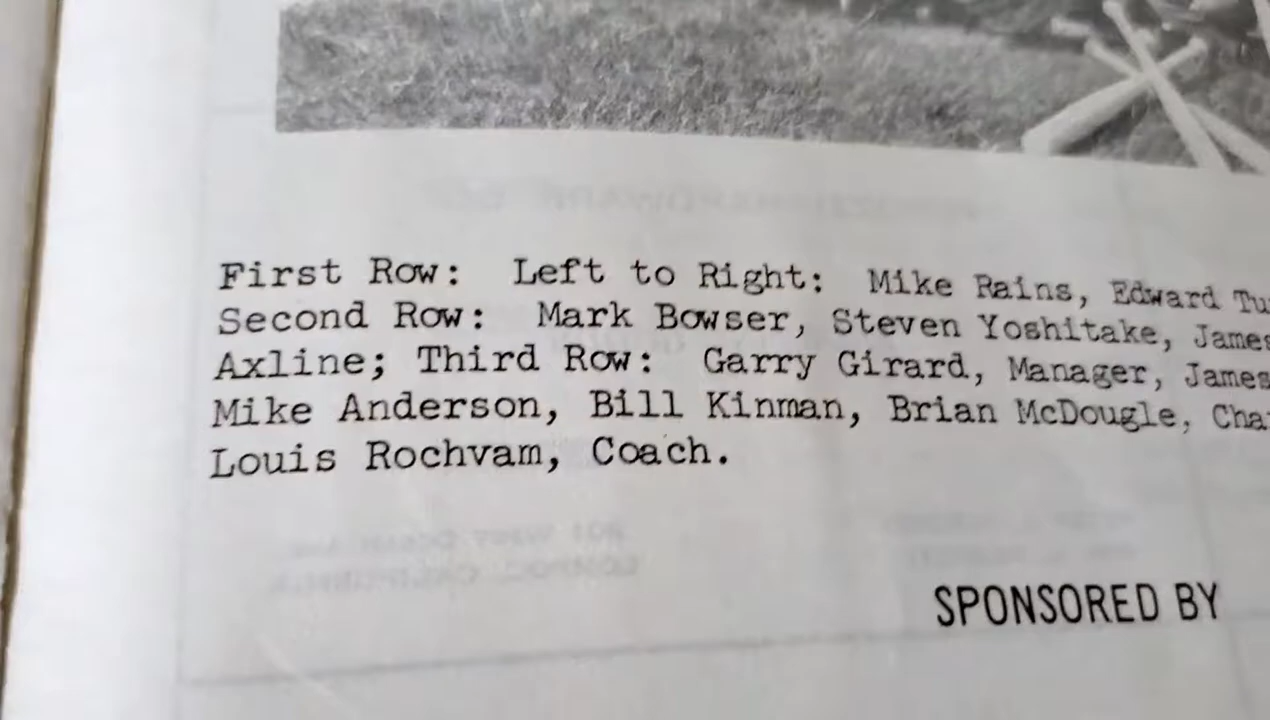 First Row: Left to Right: Mike Rains, Edward
Second Row: Mark Bowser, Steven Yoshitake, James
Axline; Third Row: Garry Girard, Manager, James
Mike Anderson, Bill Kinman, Brian McDougle,
Louis Rochvam, Coach.
SPONSORED BY